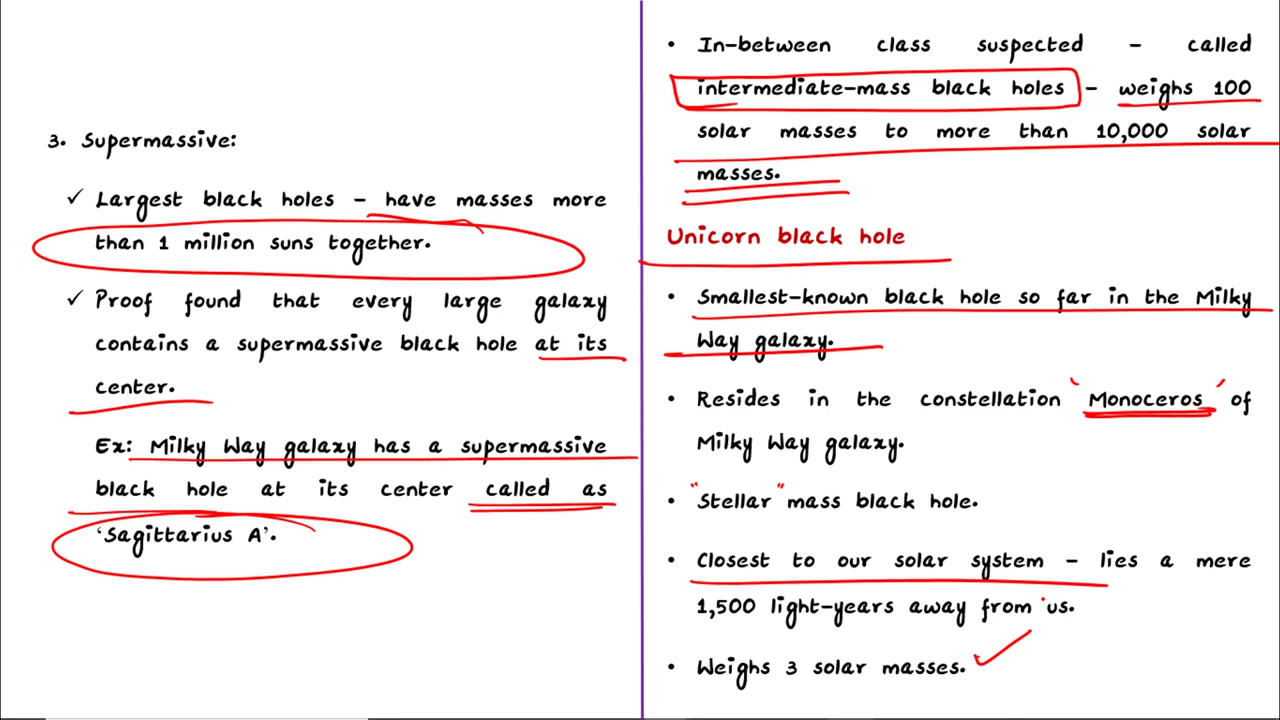 3. Supermassive:
✓ Largest black holes – have masses more
than 1 million suns together.
✓ Proof found that every large galaxy
contains a supermassive black hole at its
center.
Ex: Milky Way galaxy has a supermassive
black hole at its center called as
‘Sagittarius A’.
• In-between class suspected – called
intermediate-mass black holes – weighs 100
solar masses to more than 10,000 solar
masses.
Unicorn black hole
• Smallest-known black hole so far in the Milky
Way galaxy.
• Resides in the constellation ‘Monoceros’ of
Milky Way galaxy.
• "Stellar" mass black hole.
• Closest to our solar system – lies a mere
1,500 light-years away from us.
• Weighs 3 solar masses.